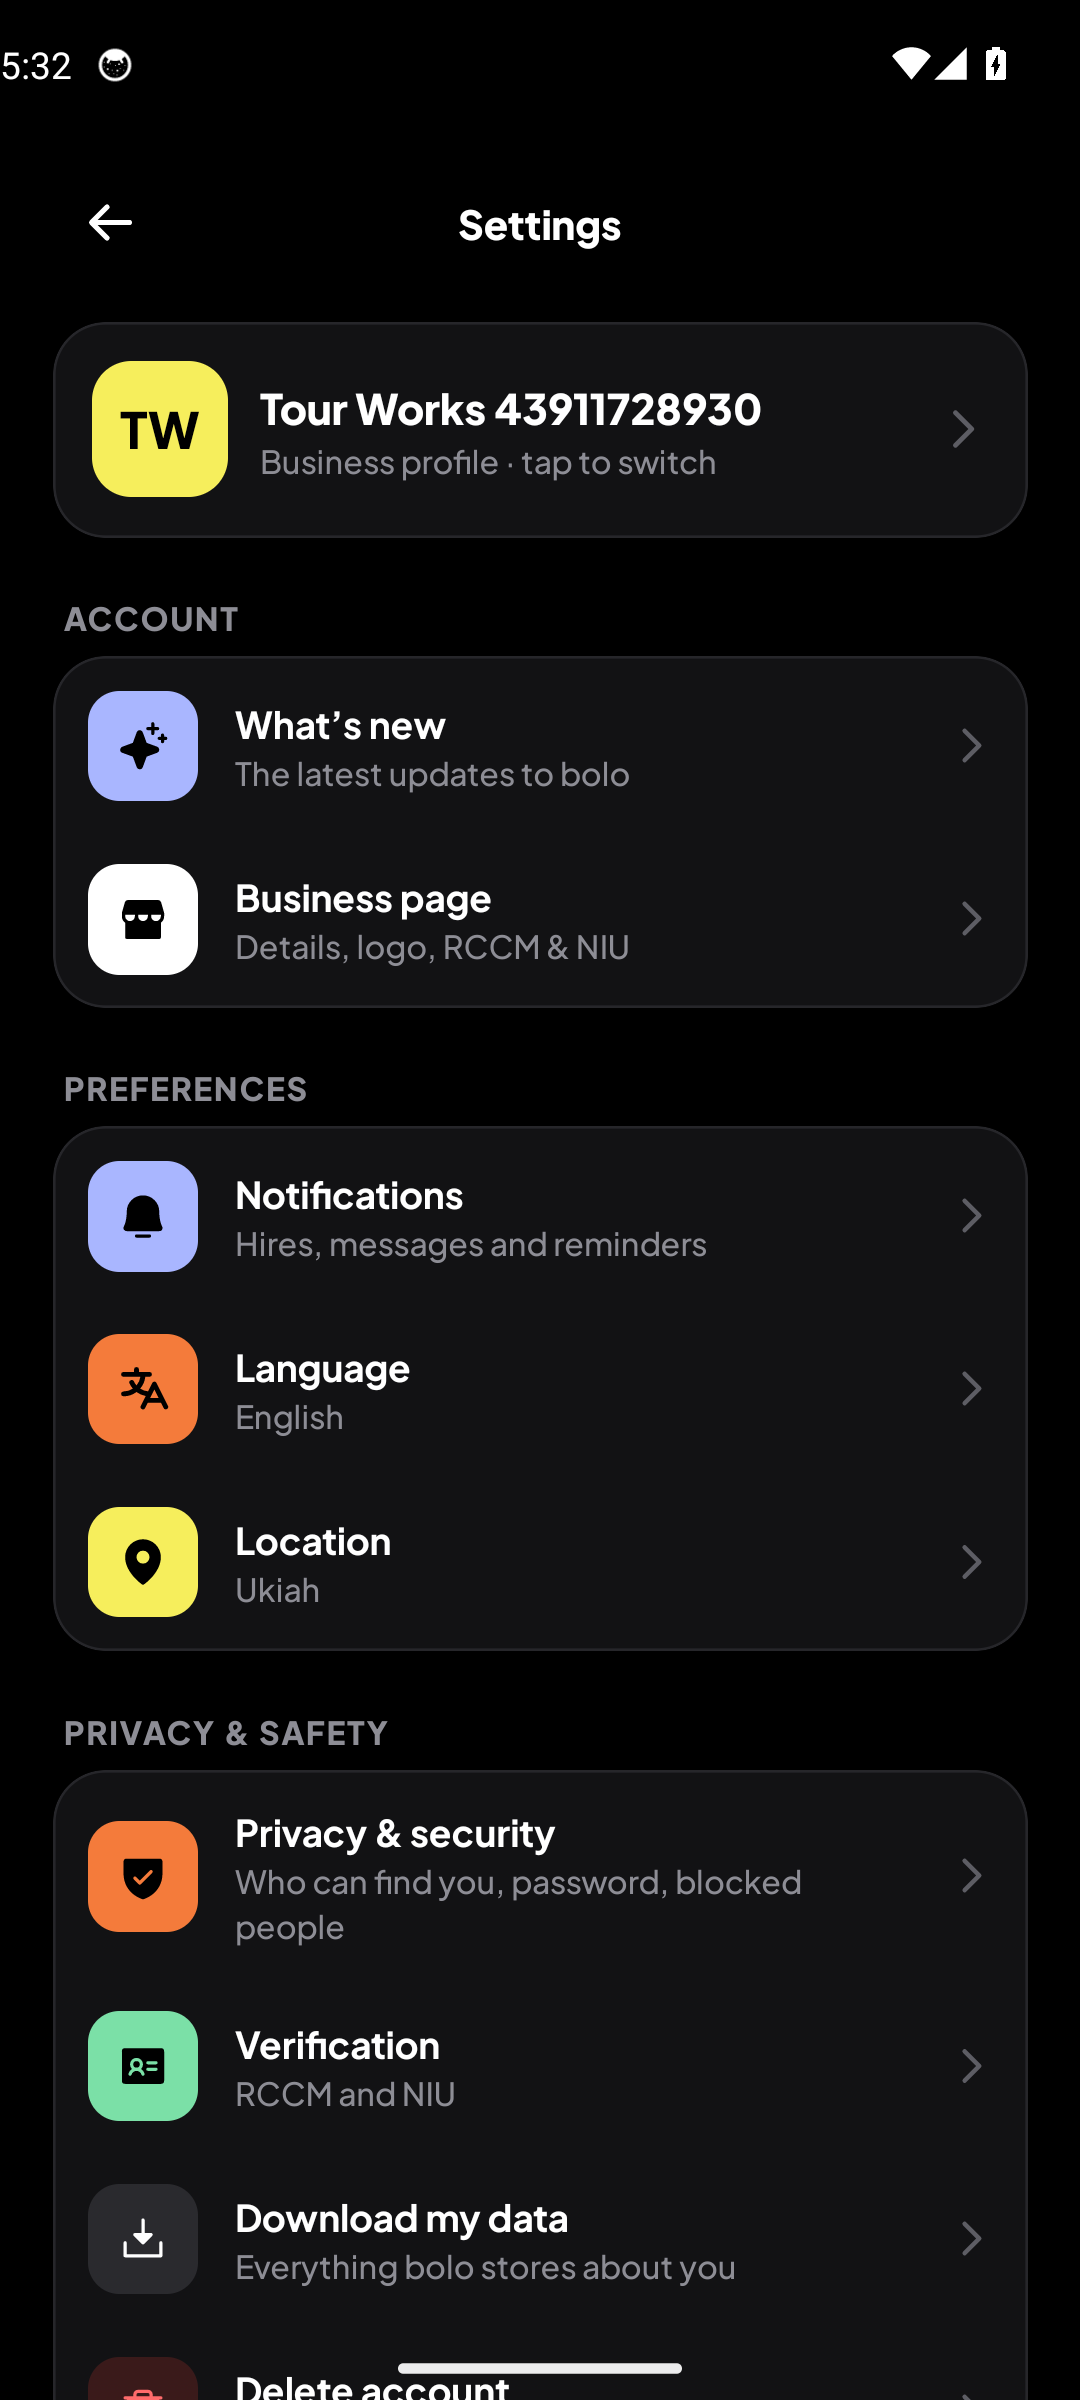 5:32
Settings
TW
Tour Works 43911728930
Business profile · tap to switch
ACCOUNT
What’s new
The latest updates to bolo
Business page
Details, logo, RCCM & NIU
PREFERENCES
Notifications
Hires, messages and reminders
Language
English
Location
Ukiah
PRIVACY & SAFETY
Privacy & security
Who can find you, password, blocked
people
Verification
RCCM and NIU
Download my data
Everything bolo stores about you
Delete account